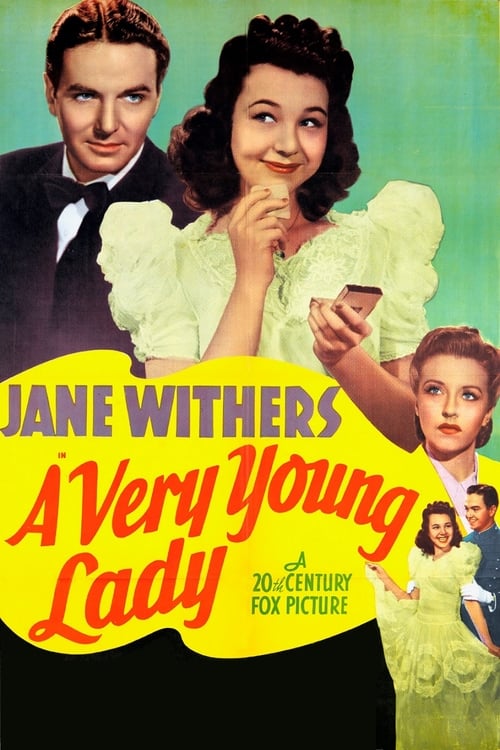 JANE WITHERS
IN
A Very Young
Lady
A
20th CENTURY
FOX PICTURE